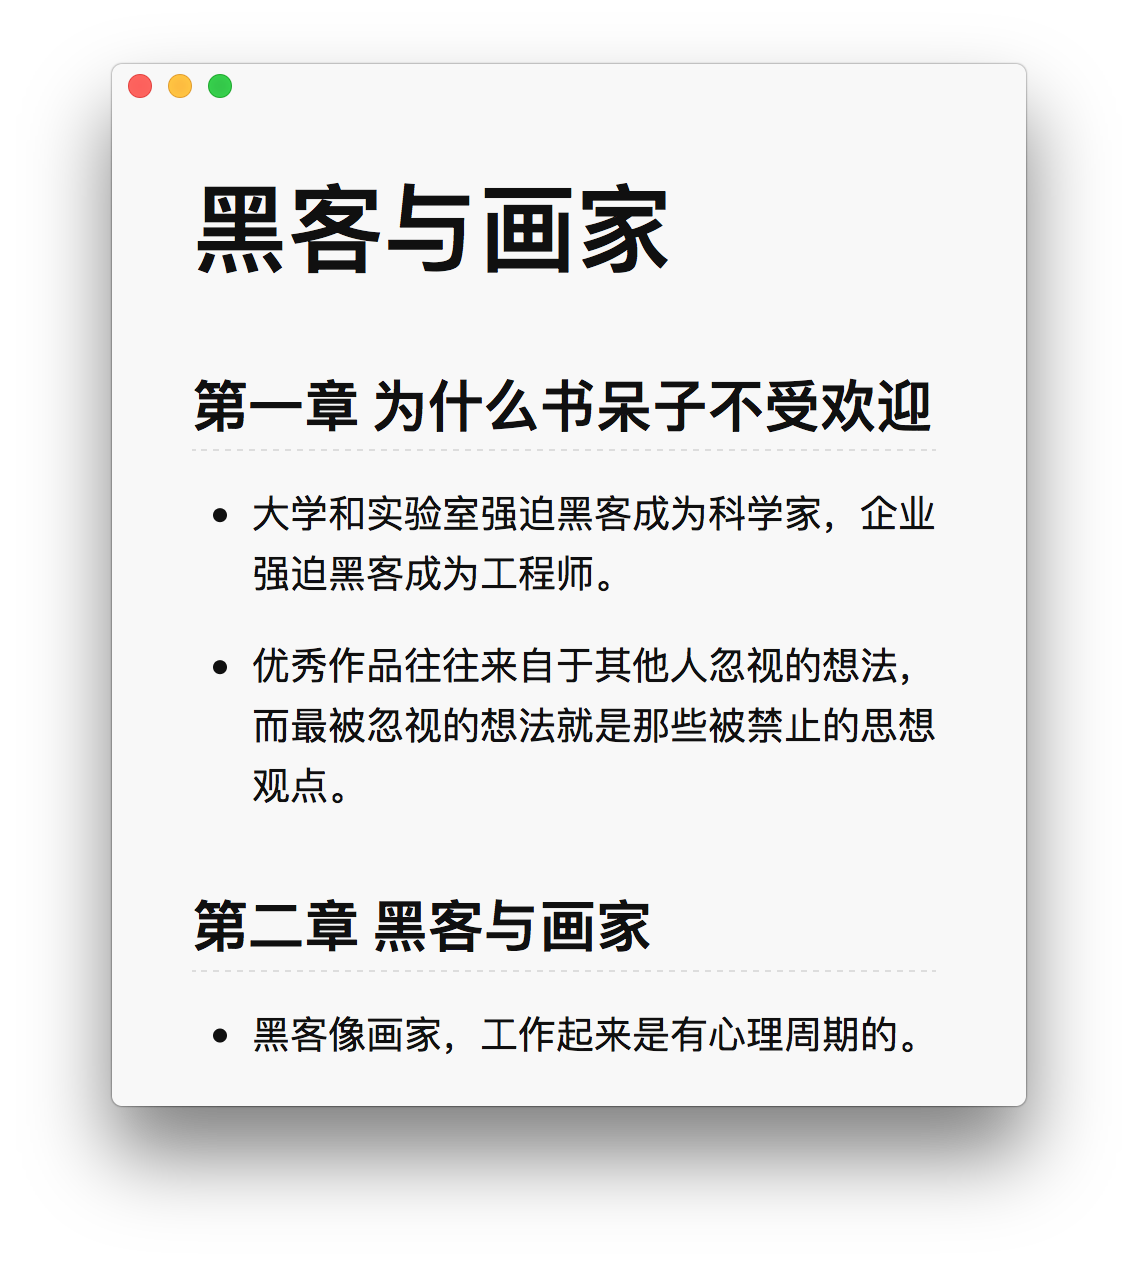 黑客与画家
第一章 为什么书呆子不受欢迎
大学和实验室强迫黑客成为科学家，企业
强迫黑客成为工程师。
优秀作品往往来自于其他人忽视的想法，
而最被忽视的想法就是那些被禁止的思想
观点。
第二章 黑客与画家
黑客像画家，工作起来是有心理周期的。